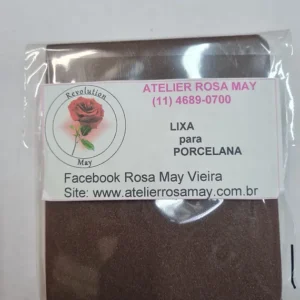 Revolution
May
ATELIER ROSA MAY
(11) 4689-0700
LIXA
para
PORCELANA
Facebook Rosa May Vieira
Site: www.atelierrosamay.com.br